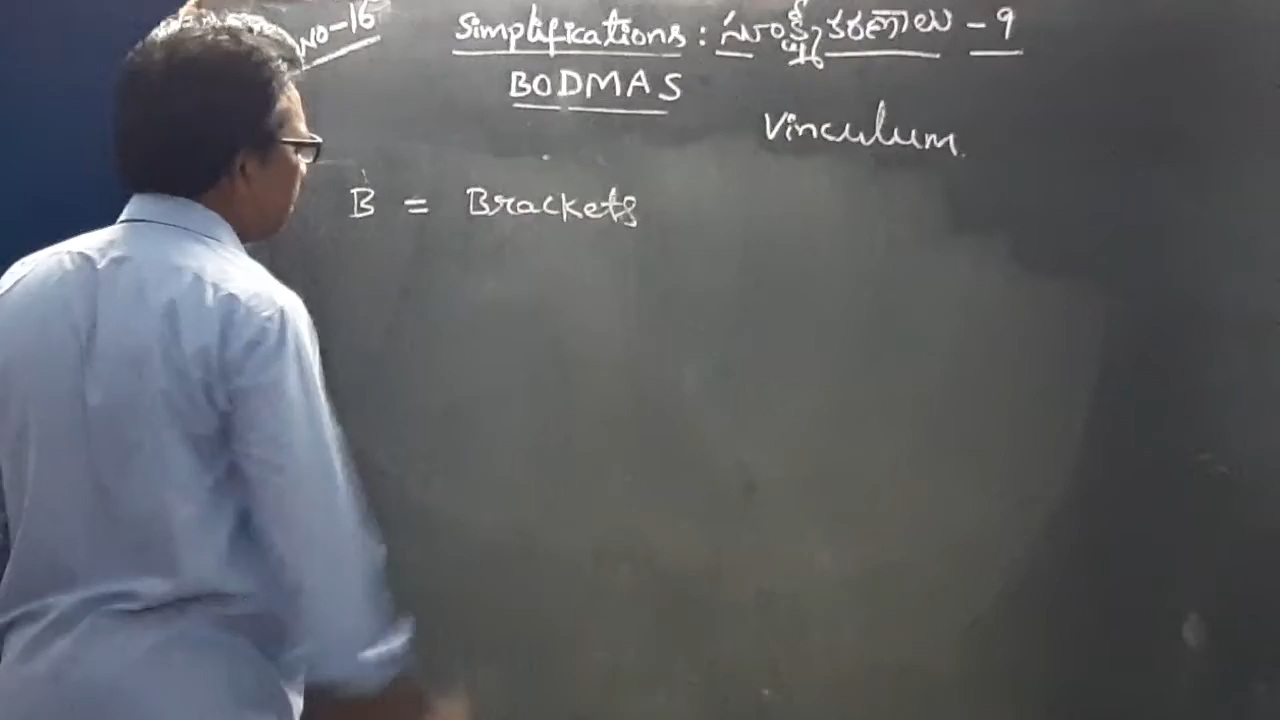 NO-16
Simplifications : సూక్ష్మీకరణాలు - 9
BODMAS
Vinculum
B = Brackets